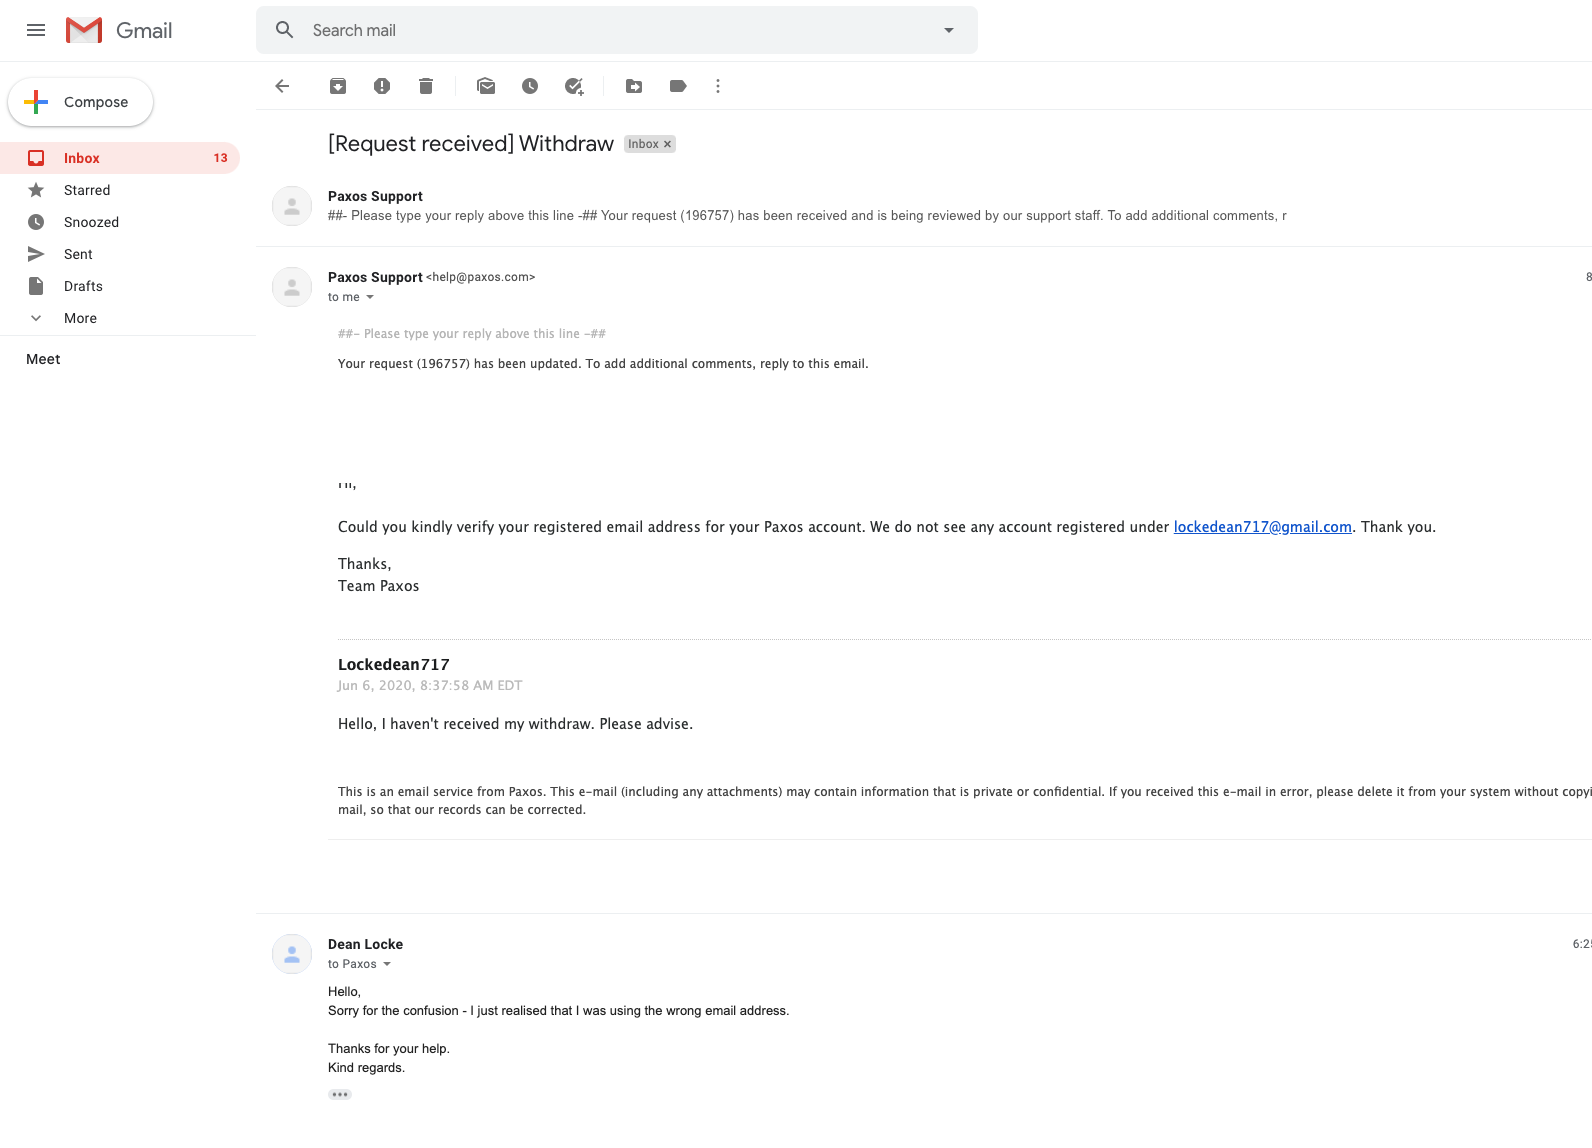 Gmail
Search mail
Compose
Inbox 13
Starred
Snoozed
Sent
Drafts
More
Meet
[Request received] Withdraw Inbox ×
Paxos Support
##- Please type your reply above this line -## Your request (196757) has been received and is being reviewed by our support staff. To add additional comments, r
Paxos Support <help@paxos.com> 8
to me
##- Please type your reply above this line -##
Your request (196757) has been updated. To add additional comments, reply to this email.
Hi,
Could you kindly verify your registered email address for your Paxos account. We do not see any account registered under lockedean717@gmail.com. Thank you.
Thanks,
Team Paxos
Lockedean717
Jun 6, 2020, 8:37:58 AM EDT
Hello, I haven't received my withdraw. Please advise.
This is an email service from Paxos. This e-mail (including any attachments) may contain information that is private or confidential. If you received this e-mail in error, please delete it from your system without copyi
mail, so that our records can be corrected.
Dean Locke 6:25
to Paxos
Hello,
Sorry for the confusion - I just realised that I was using the wrong email address.
Thanks for your help.
Kind regards.